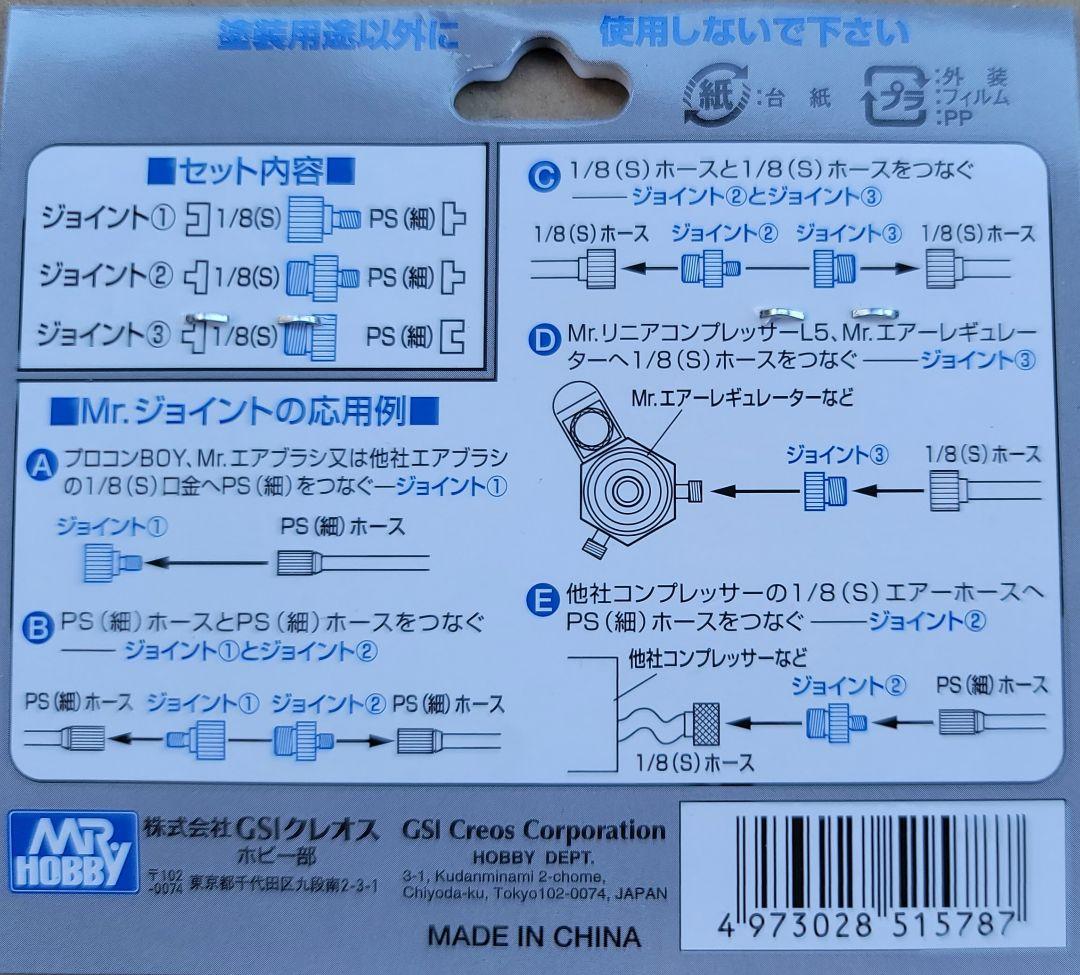 塗装用途以外に 使用しないで下さい
紙:台 紙
プラ:外 装
:フィルム
:PP
■セット内容■
ジョイント① 1/8(S) PS(細)
ジョイント② 1/8(S) PS(細)
ジョイント③ 1/8(S) PS(細)
■Mr.ジョイントの応用例■
A プロコンBOY、Mr.エアブラシ又は他社エアブラシ
の1/8(S)口金へPS(細)をつなぐ―ジョイント①
ジョイント① PS(細)ホース
B PS(細)ホースとPS(細)ホースをつなぐ
――ジョイント①とジョイント②
PS(細)ホース ジョイント① ジョイント② PS(細)ホース
C 1/8(S)ホースと1/8(S)ホースをつなぐ
――ジョイント②とジョイント③
1/8(S)ホース ジョイント② ジョイント③ 1/8(S)ホース
D Mr.リニアコンプレッサーL5、Mr.エアーレギュレー
ターへ1/8(S)ホースをつなぐ――ジョイント③
Mr.エアーレギュレーターなど
ジョイント③ 1/8(S)ホース
E 他社コンプレッサーの1/8(S)エアーホースへ
PS(細)ホースをつなぐ――ジョイント②
他社コンプレッサーなど
ジョイント② PS(細)ホース
1/8(S)ホース
MR. HOBBY
株式会社GSIクレオス
ホビー部
〒102-0074 東京都千代田区九段南2-3-1
GSI Creos Corporation
HOBBY DEPT.
3-1, Kudanminami 2-chome,
Chiyoda-ku, Tokyo102-0074, JAPAN
MADE IN CHINA
4 973028 515787